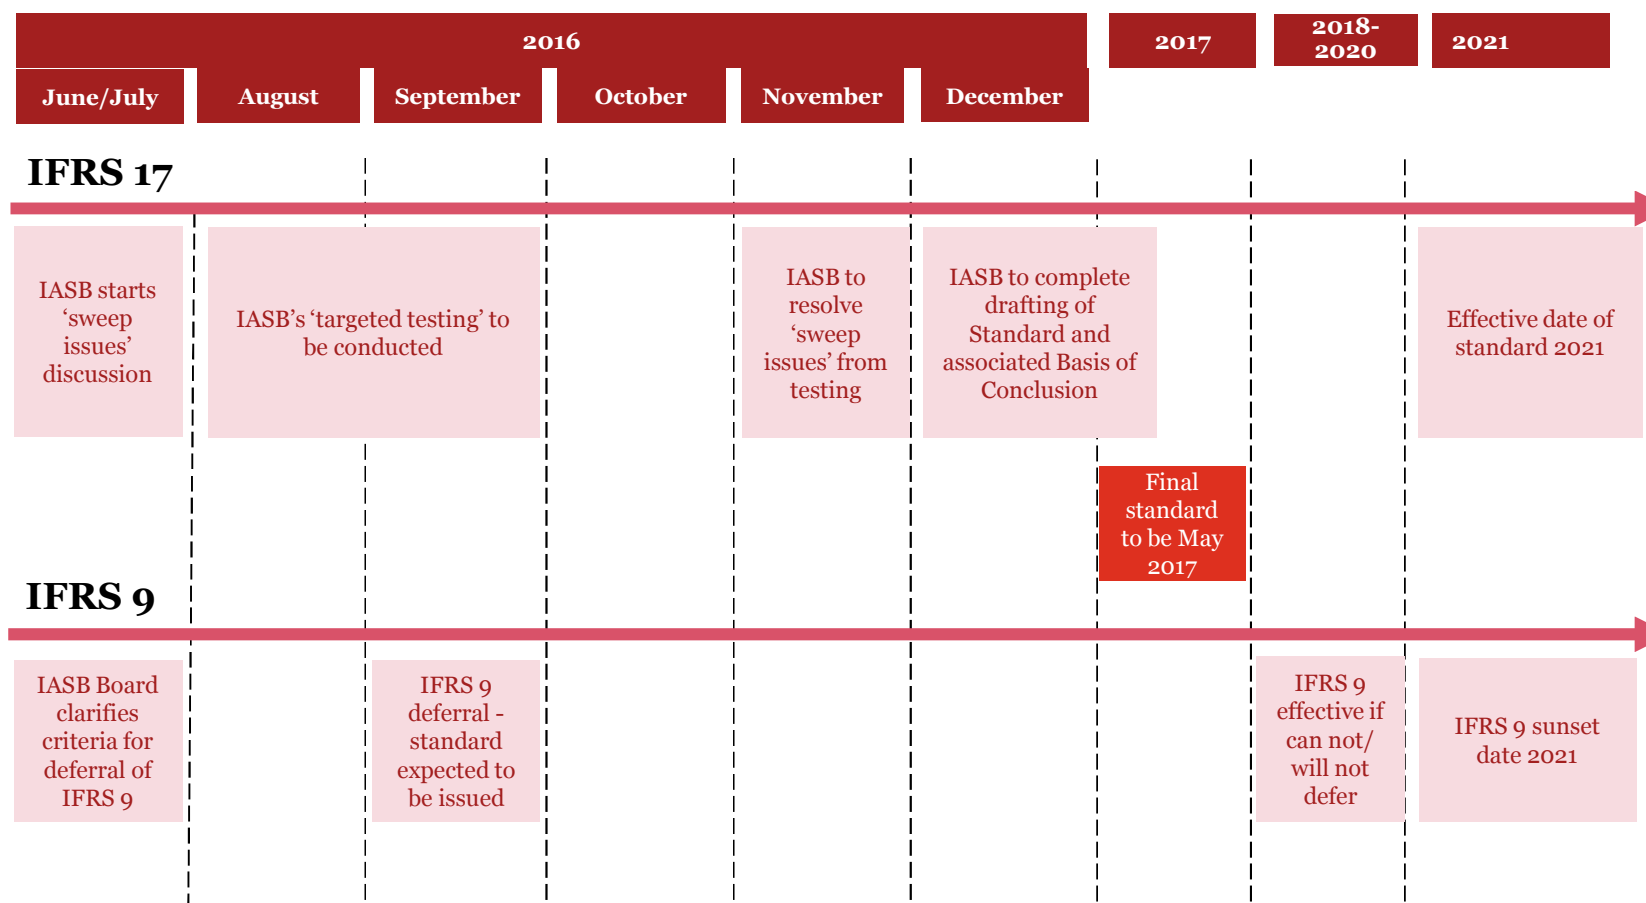 2016
2017
2018-
2020
2021
June/July
August
September
October
November
December
IFRS 17
IASB starts
‘sweep
issues’
discussion
IASB’s ‘targeted testing’ to
be conducted
IASB to
resolve
‘sweep
issues’ from
testing
IASB to complete
drafting of
Standard and
associated Basis of
Conclusion
Effective date of
standard 2021
Final
standard
to be May
2017
IFRS 9
IASB Board
clarifies
criteria for
deferral of
IFRS 9
IFRS 9
deferral -
standard
expected to
be issued
IFRS 9
effective if
can not/
will not
defer
IFRS 9 sunset
date 2021